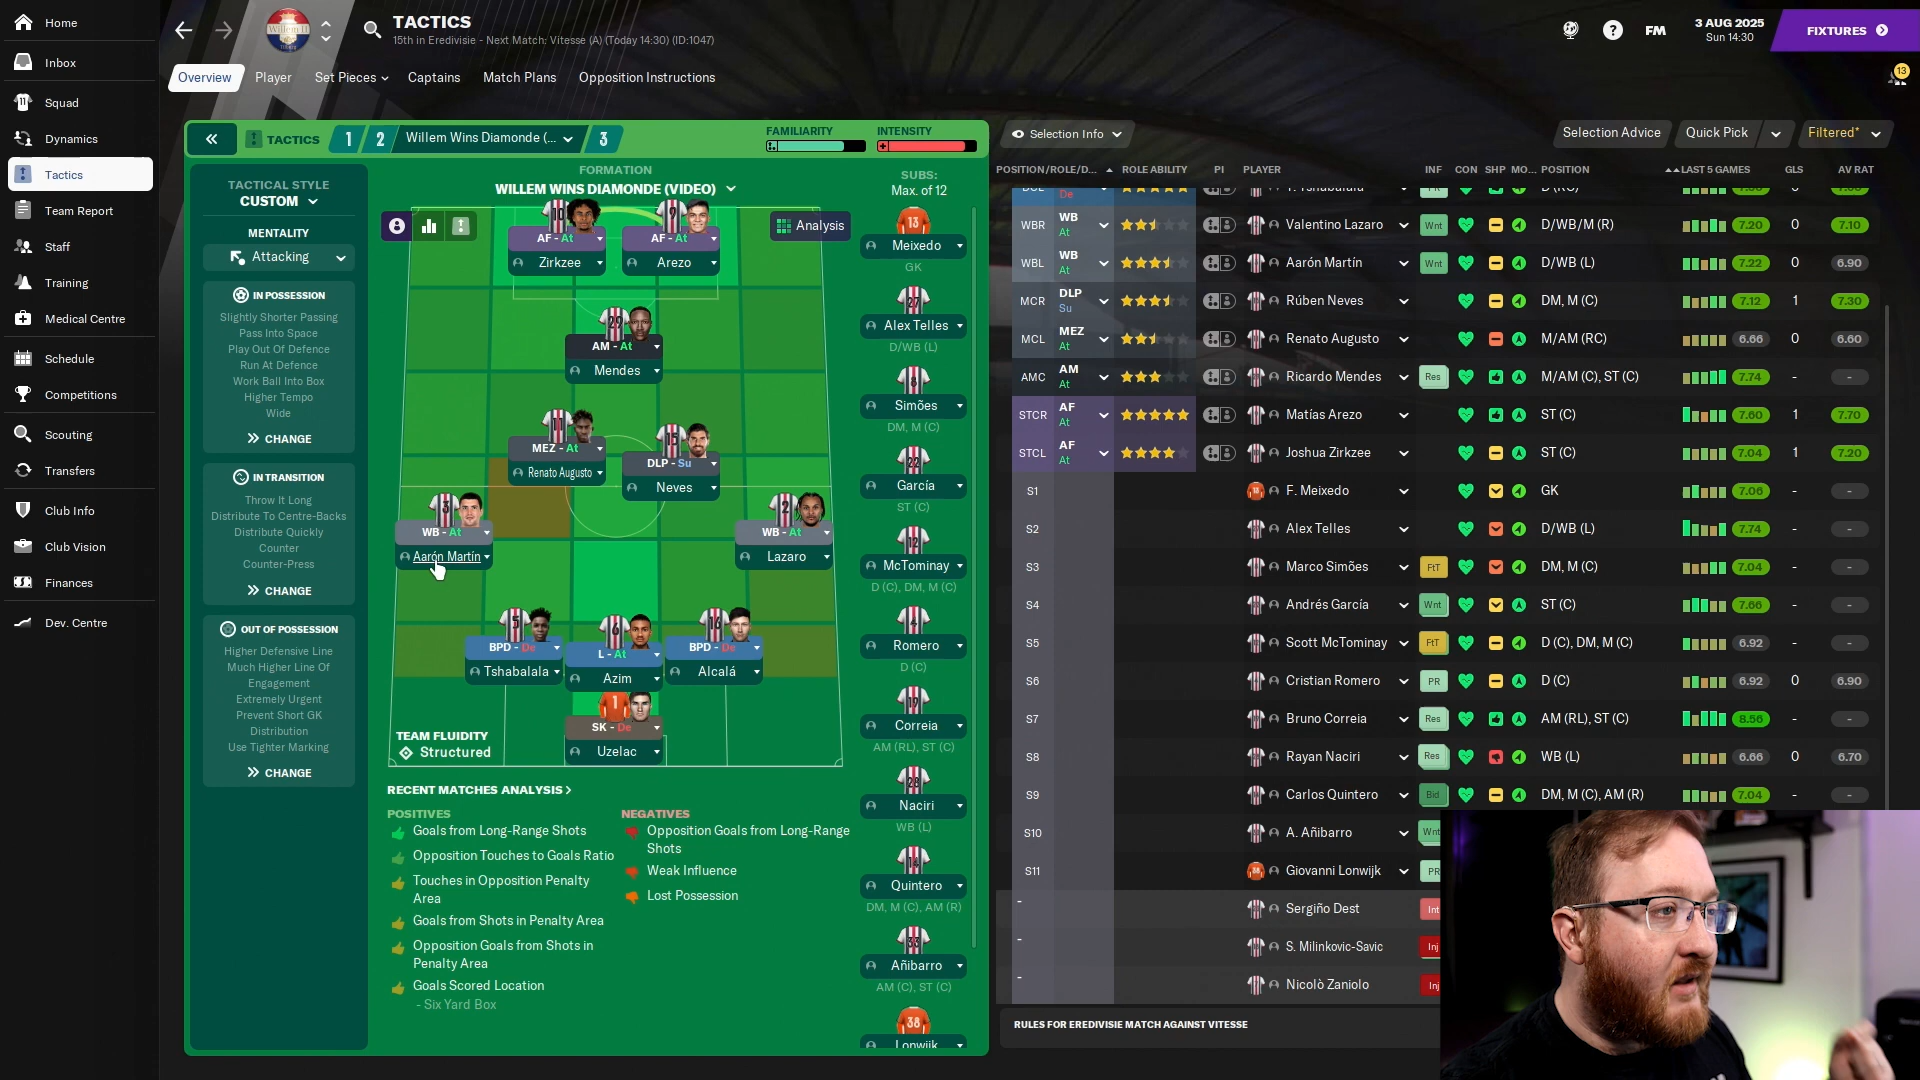 Home
Inbox
Squad
Dynamics
Tactics
Team Report
Staff
Training
Medical Centre
Schedule
Competitions
Scouting
Transfers
Club Info
Club Vision
Finances
Dev. Centre
TACTICS
15th in Eredivisie - Next Match: Vitesse (A) (Today 14:30) (ID:1047)
FM
3 AUG 2025
Sun 14:30
FIXTURES
13
Overview
Player
Set Pieces
Captains
Match Plans
Opposition Instructions
TACTICS
1
2
Willem Wins Diamonde (...
3
FAMILIARITY
INTENSITY
TACTICAL STYLE
CUSTOM
MENTALITY
Attacking
IN POSSESSION
Slightly Shorter Passing
Pass Into Space
Play Out Of Defence
Run At Defence
Work Ball Into Box
Higher Tempo
Wide
CHANGE
IN TRANSITION
Throw It Long
Distribute To Centre-Backs
Distribute Quickly
Counter
Counter-Press
CHANGE
OUT OF POSSESSION
Higher Defensive Line
Much Higher Line Of
Engagement
Extremely Urgent
Prevent Short GK
Distribution
Use Tighter Marking
CHANGE
FORMATION
WILLEM WINS DIAMONDE (VIDEO)
Analysis
AF - At
Zirkzee
AF - At
Arezo
AM - At
Mendes
MEZ - At
Renato Augusto
DLP - Su
Neves
WB - At
Aarón Martín
WB - At
Lazaro
BPD - De
Tshabalala
L - At
Azim
BPD - De
Alcalá
SK - De
Uzelac
TEAM FLUIDITY
Structured
RECENT MATCHES ANALYSIS >
POSITIVES
Goals from Long-Range Shots
Opposition Touches to Goals Ratio
Touches in Opposition Penalty
Area
Goals from Shots in Penalty Area
Opposition Goals from Shots in
Penalty Area
Goals Scored Location
- Six Yard Box
NEGATIVES
Opposition Goals from Long-Range
Shots
Weak Influence
Lost Possession
SUBS:
Max. of 12
13
Meixedo
GK
27
Alex Telles
D/WB (L)
8
Simões
DM, M (C)
22
García
ST (C)
12
McTominay
D (C), DM, M (C)
4
Romero
D (C)
Correia
AM (RL), ST (C)
Naciri
WB (L)
14
Quintero
DM, M (C), AM (R)
33
Añibarro
AM (C), ST (C)
38
Lonwijk
Selection Info
Selection Advice
Quick Pick
Filtered*
POSITION/ROLE/D...
ROLE ABILITY
PI
PLAYER
INF
CON
SHP
MO...
POSITION
LAST 5 GAMES
GLS
AV RAT
De
WBR WB At Valentino Lazaro Wnt D/WB/M (R) 7.20 0 7.10
WBL WB At Aarón Martín Wnt D/WB (L) 7.22 0 6.90
MCR DLP Su Rúben Neves DM, M (C) 7.12 1 7.30
MCL MEZ At Renato Augusto M/AM (RC) 6.66 0 6.60
AMC AM At Ricardo Mendes Res M/AM (C), ST (C) 7.74 - -
STCR AF At Matías Arezo ST (C) 7.60 1 7.70
STCL AF At Joshua Zirkzee ST (C) 7.04 1 7.20
S1 F. Meixedo GK 7.06 - -
S2 Alex Telles D/WB (L) 7.74 - -
S3 Marco Simões FtT DM, M (C) 7.04 - -
S4 Andrés García Wnt ST (C) 7.66 - -
S5 Scott McTominay FtT D (C), DM, M (C) 6.92 - -
S6 Cristian Romero PR D (C) 6.92 0 6.90
S7 Bruno Correia Res AM (RL), ST (C) 8.56 - -
S8 Rayan Naciri Res WB (L) 6.66 0 6.70
S9 Carlos Quintero Bid DM, M (C), AM (R) 7.04 - -
S10 A. Añibarro Wnt
S11 Giovanni Lonwijk PR
- Sergiño Dest Int
- S. Milinkovic-Savic Inj
- Nicolò Zaniolo Inj
RULES FOR EREDIVISIE MATCH AGAINST VITESSE